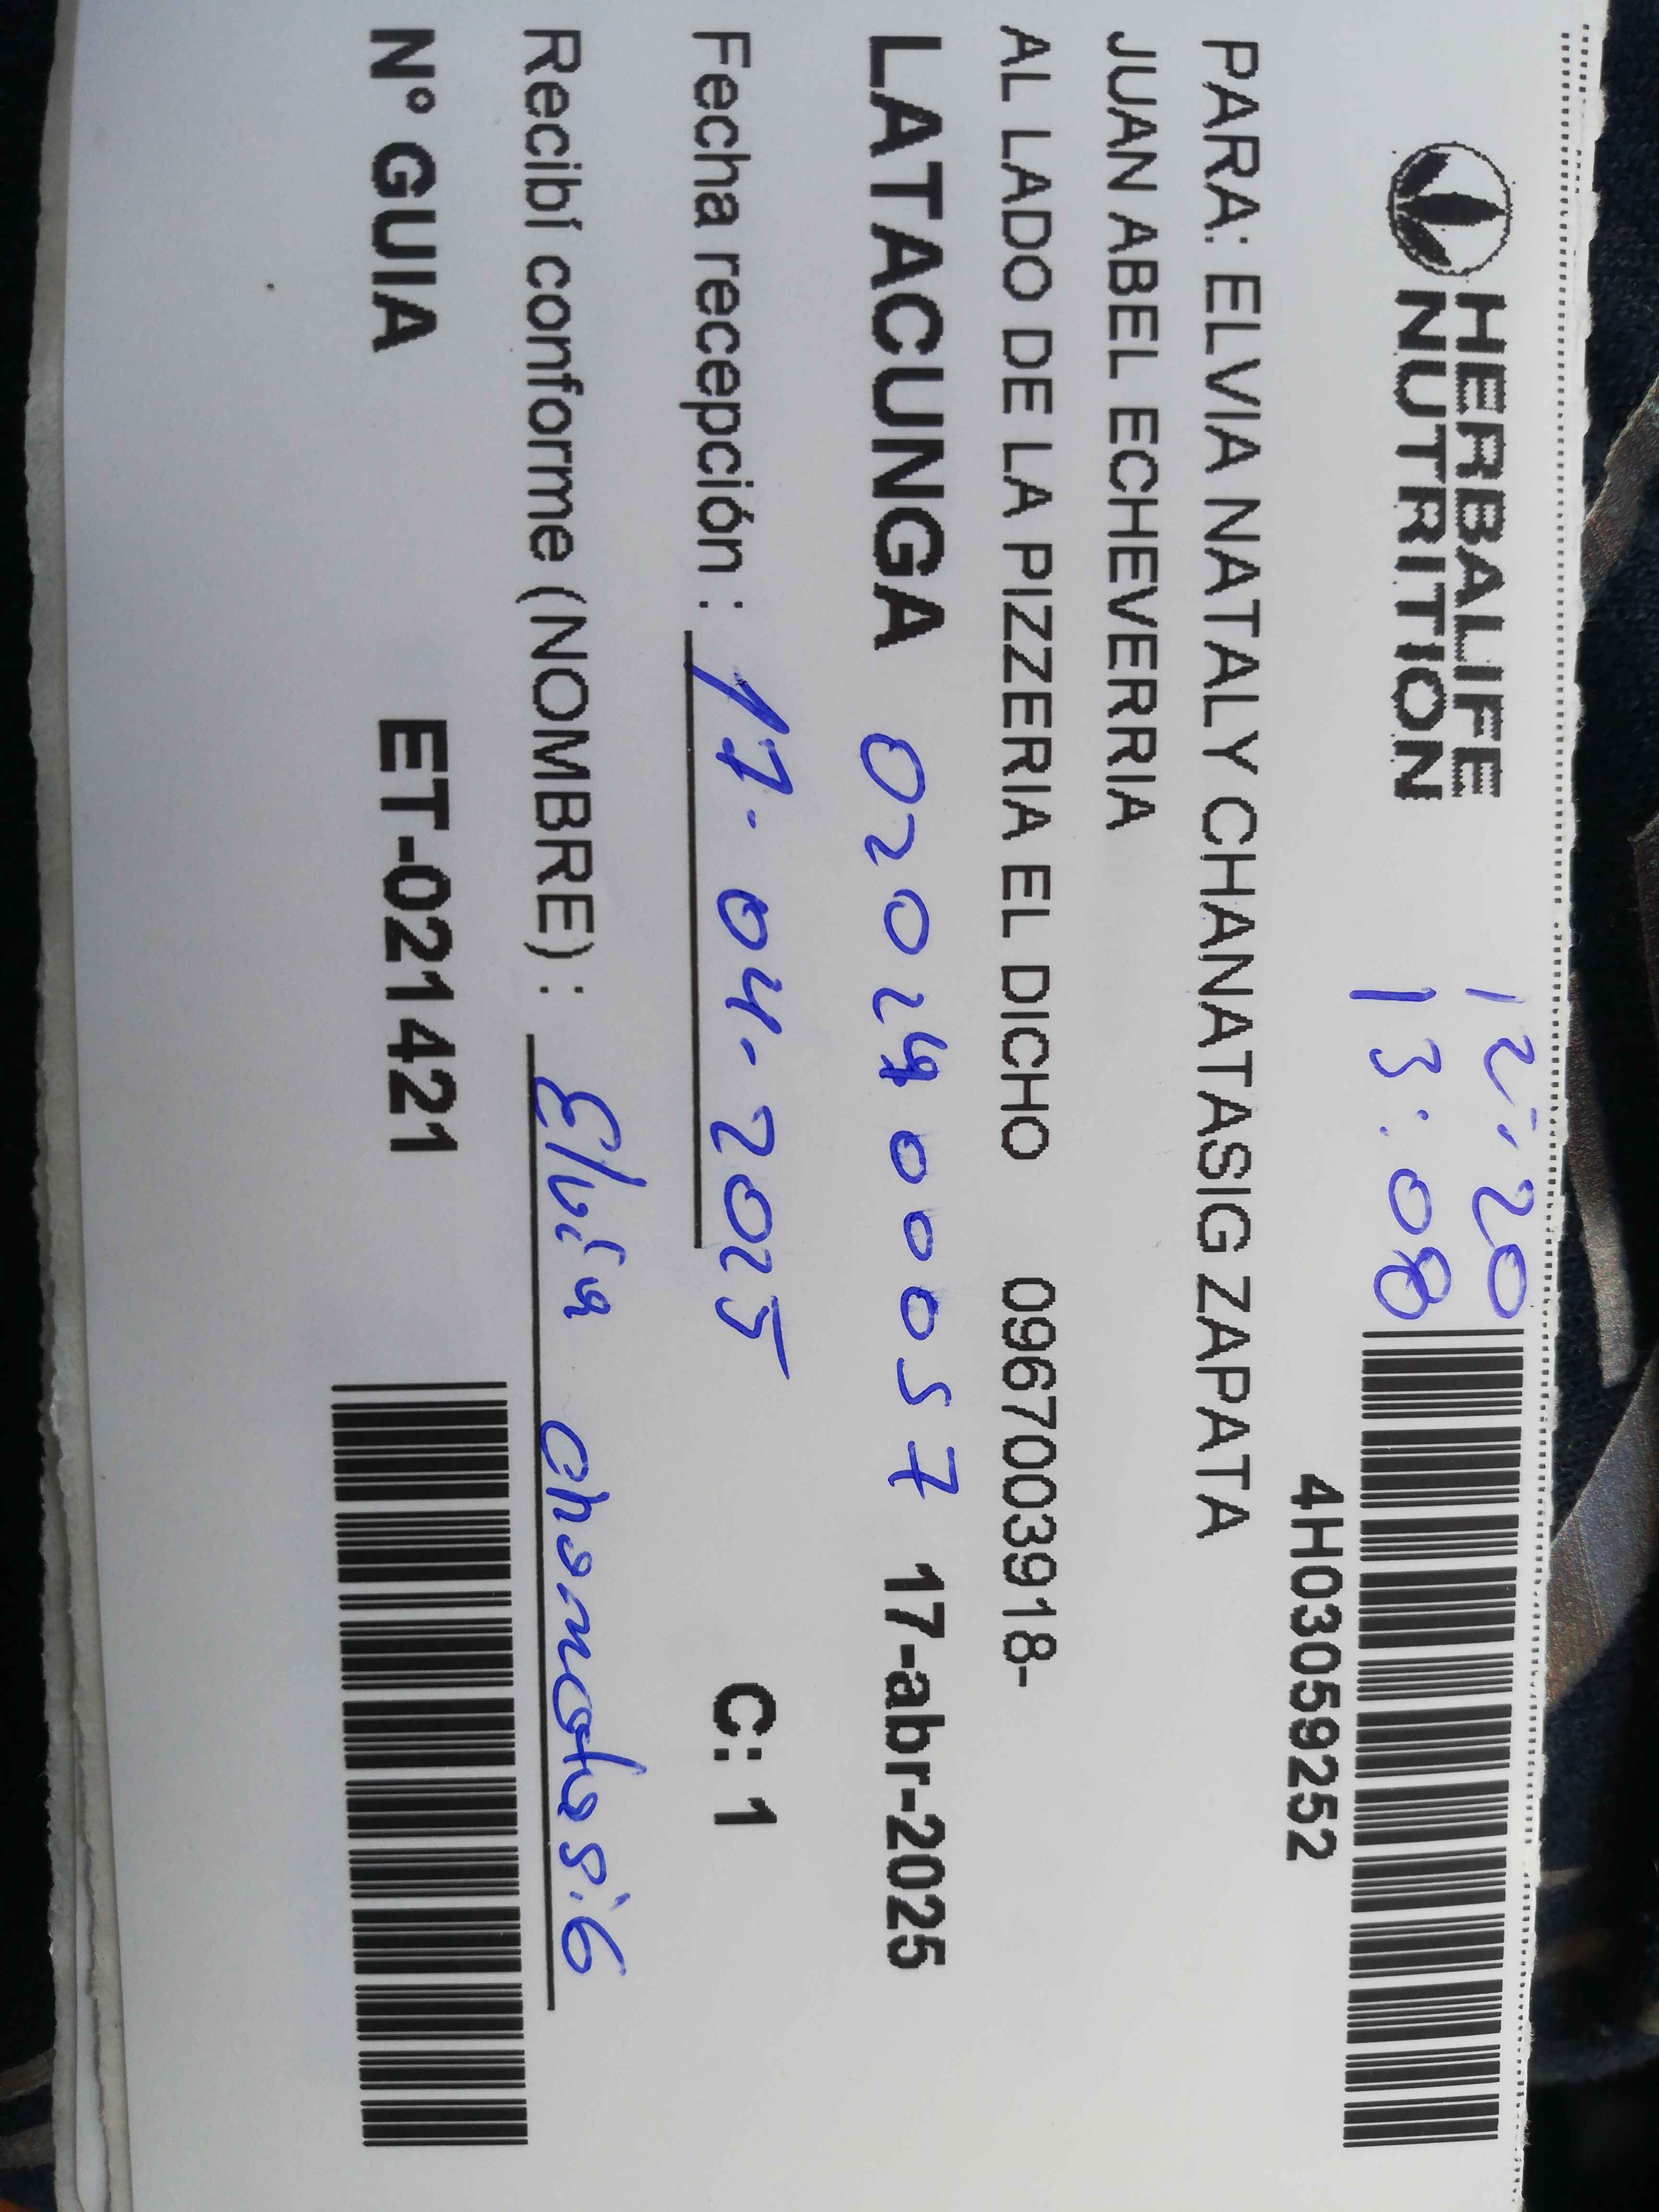 HERBALIFE
NUTRITION
12:20
13:08
4H03059252
PARA: ELVIA NATALY CHANATASIG ZAPATA
JUAN ABEL ECHEVERRIA
AL LADO DE LA PIZZERIA EL DICHO 0967003918-
LATACUNGA 0202490057 17-abr-2025
Fecha recepción : 17. 04. 2025 C: 1
Recibí conforme (NOMBRE) : Elvia chanatasiG
N° GUIA ET-021421